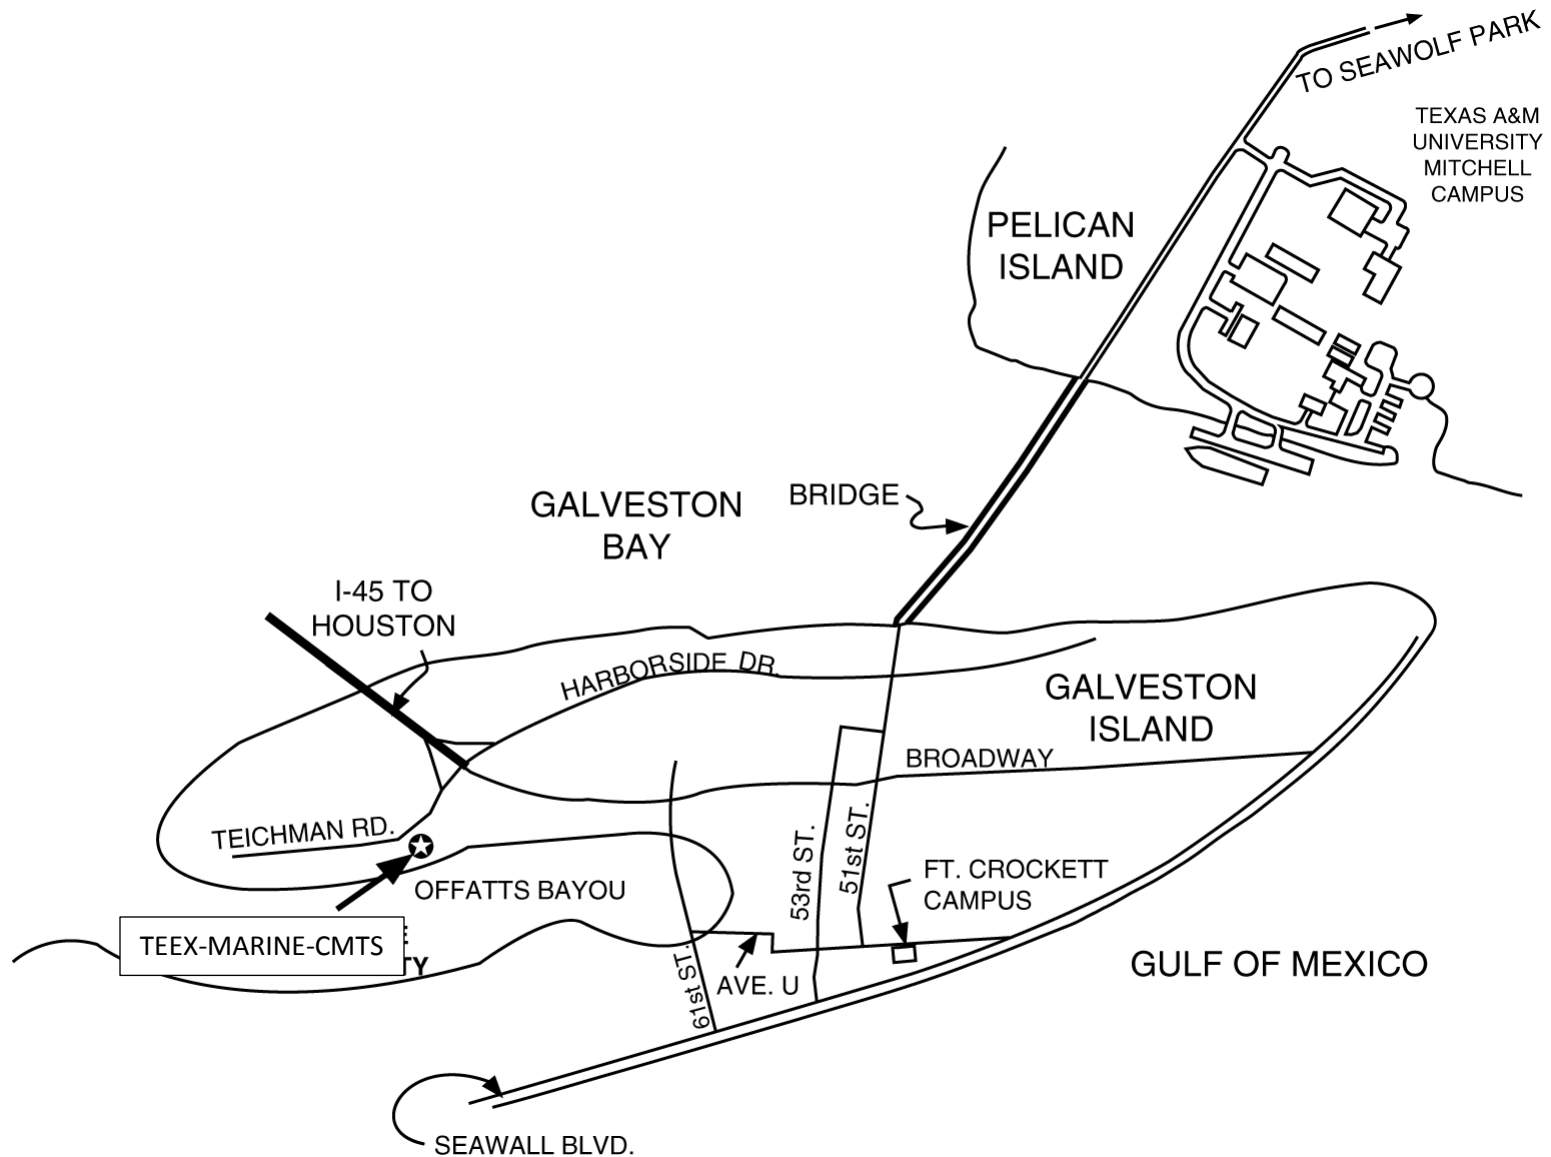 TO SEAWOLF PARK
TEXAS A&M
UNIVERSITY
MITCHELL
CAMPUS
PELICAN
ISLAND
BRIDGE
GALVESTON
BAY
I-45 TO
HOUSTON
HARBORSIDE DR.
GALVESTON
ISLAND
BROADWAY
TEICHMAN RD.
53rd ST.
51st ST.
FT. CROCKETT
CAMPUS
OFFATTS BAYOU
TEEX-MARINE-CMTS
61st ST.
AVE. U
GULF OF MEXICO
SEAWALL BLVD.